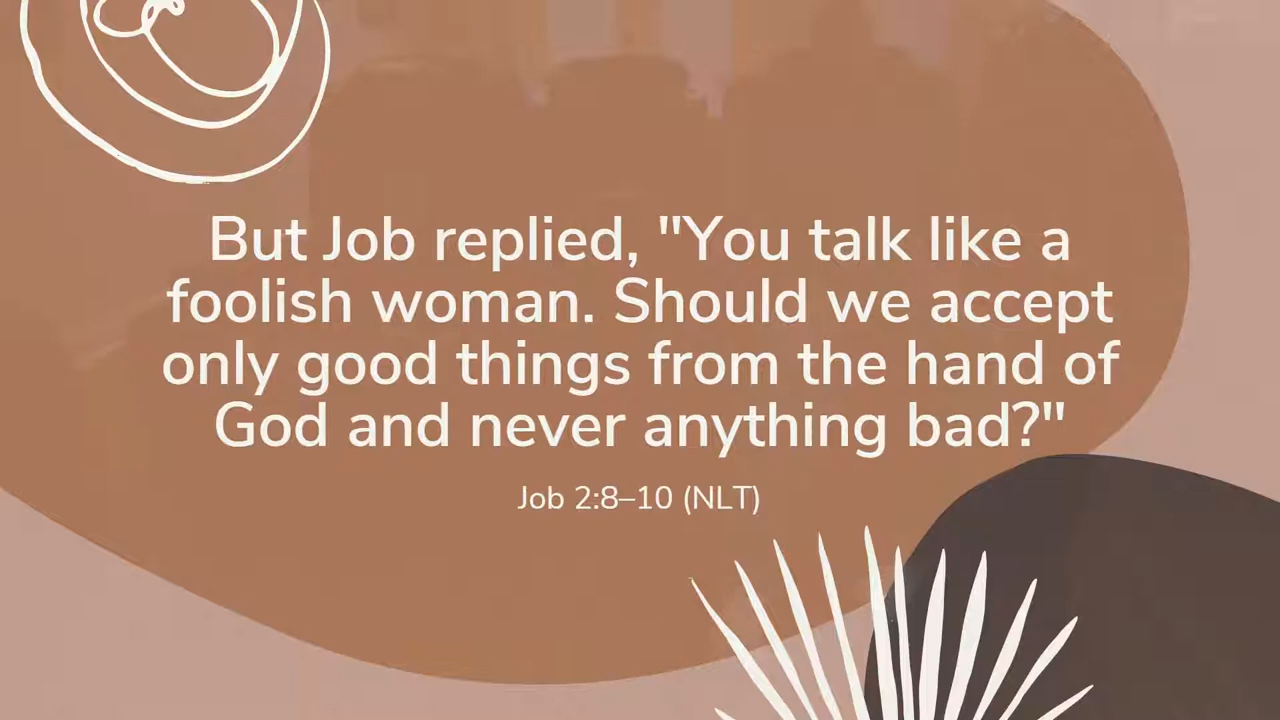 But Job replied, "You talk like a
foolish woman. Should we accept
only good things from the hand of
God and never anything bad?"
Job 2:8–10 (NLT)